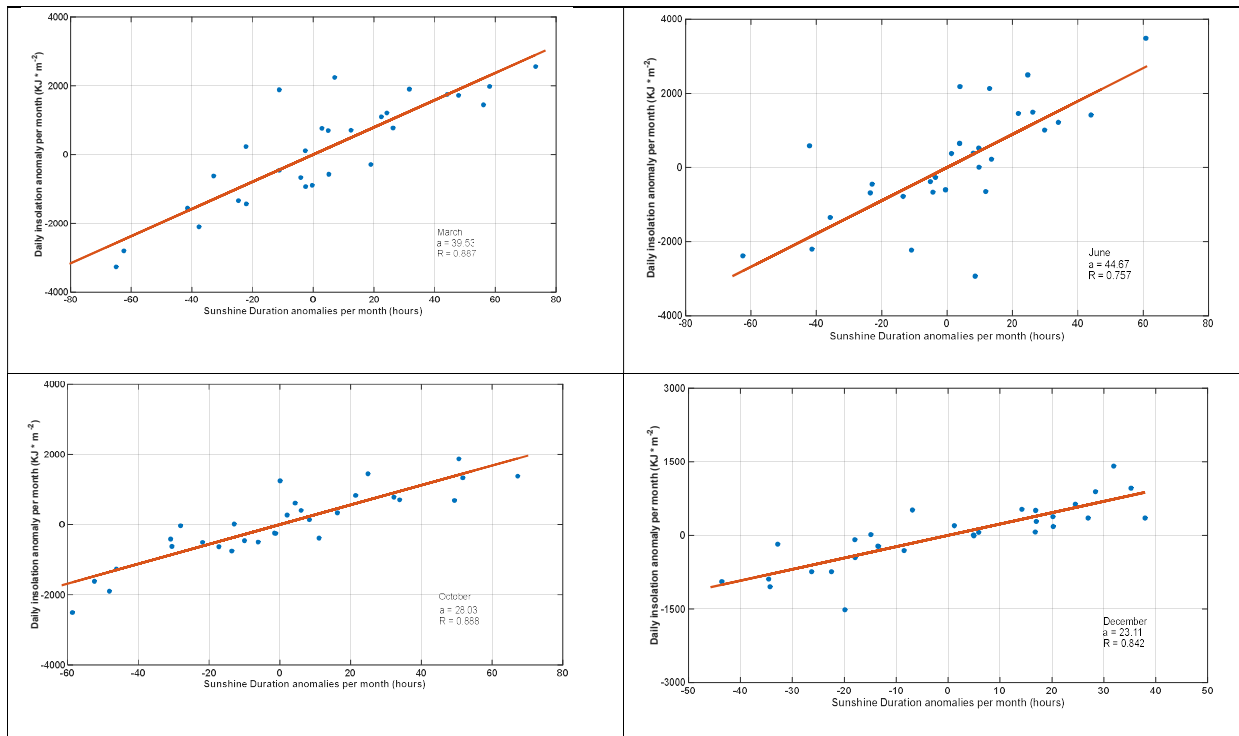 Daily insolation anomaly per month (KJ * m⁻²)
4000
2000
0
-2000
-4000
March
a = 39.53
R = 0.887
-80 -60 -40 -20 0 20 40 60 80
Sunshine Duration anomalies per month (hours)
Daily insolation anomaly per month (KJ * m⁻²)
4000
2000
0
-2000
-4000
June
a = 44.67
R = 0.757
-80 -60 -40 -20 0 20 40 60 80
Sunshine Duration anomalies per month (hours)
Daily insolation anomaly per month (KJ * m⁻²)
4000
2000
0
-2000
-4000
October
a = 28.03
R = 0.888
-60 -40 -20 0 20 40 60 80
Sunshine Duration anomalies per month (hours)
Daily insolation anomaly per month (KJ * m⁻²)
3000
1500
0
-1500
-3000
December
a = 23.11
R = 0.842
-50 -40 -30 -20 -10 0 10 20 30 40 50
Sunshine Duration anomalies per month (hours)